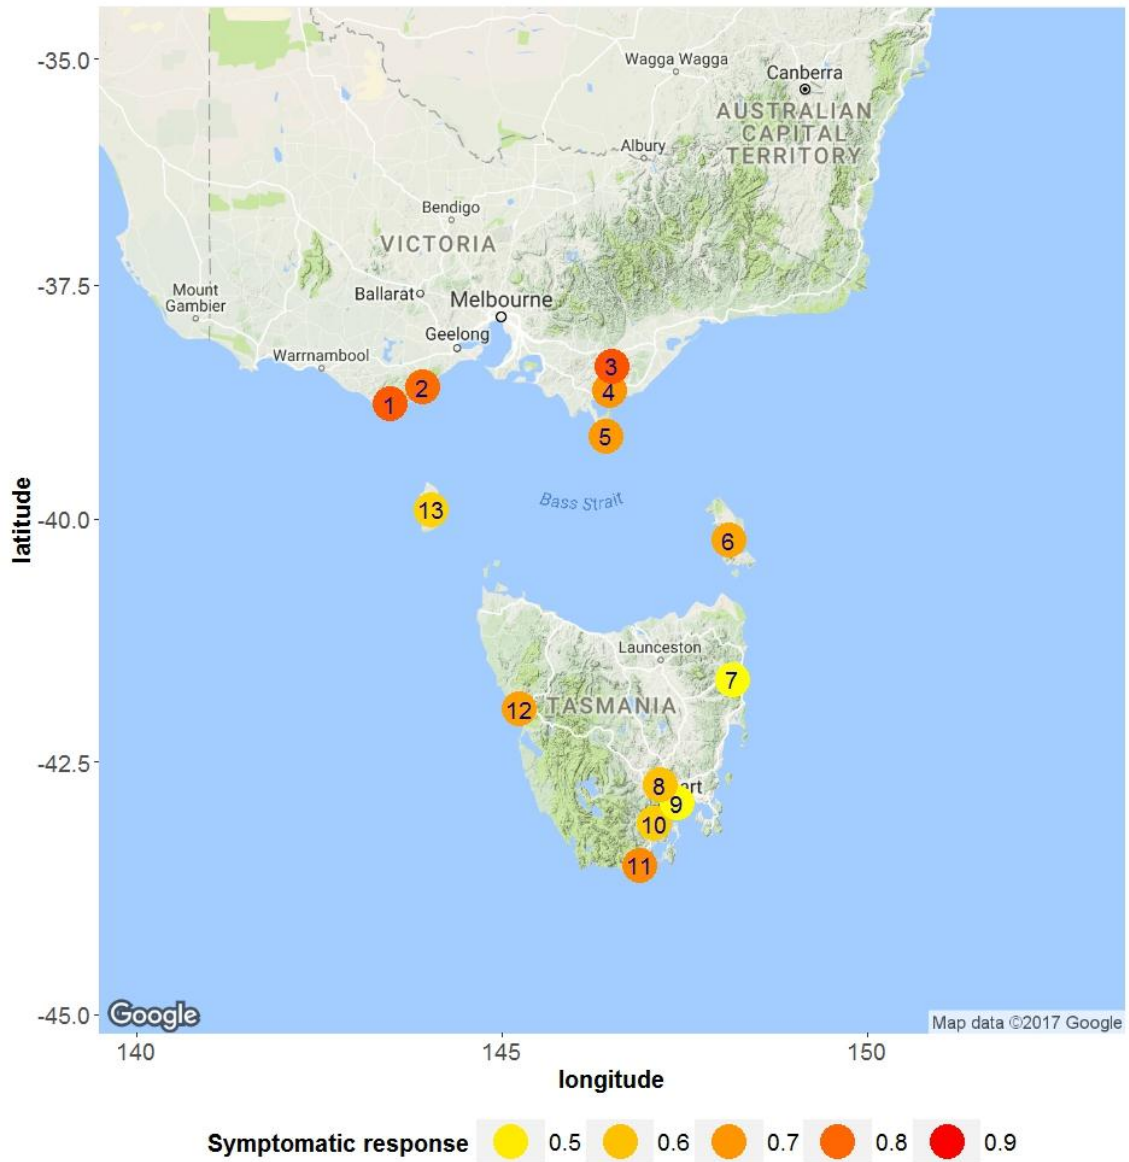 -35.0
Wagga Wagga
Canberra
AUSTRALIAN
CAPITAL
TERRITORY
Albury
Bendigo
VICTORIA
-37.5
Mount
Gambier
Ballarat
Melbourne
Geelong
Warrnambool
3
2
4
1
5
latitude
-40.0
13
Bass Strait
6
Launceston
7
12
TASMANIA
-42.5
8
art
9
10
11
-45.0
Google
Map data ©2017 Google
140
145
150
longitude
Symptomatic response 0.5 0.6 0.7 0.8 0.9